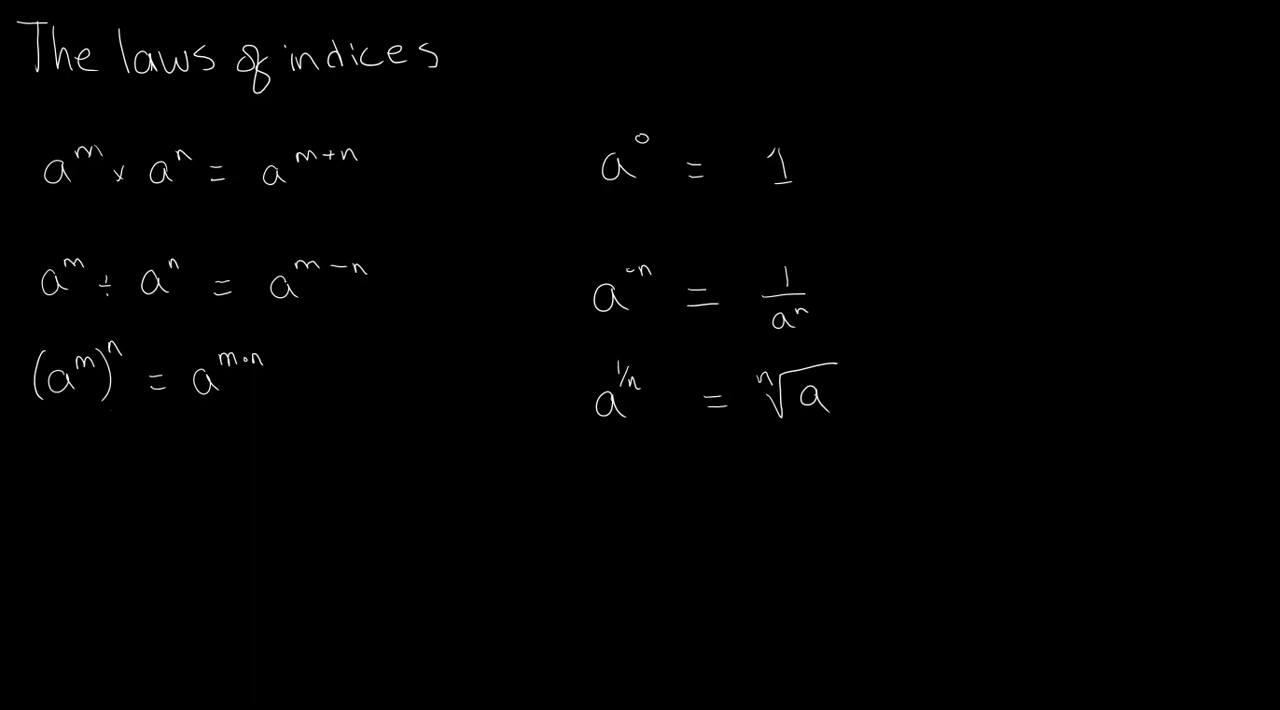 The laws of indices
a^m × a^n = a^{m+n}
a^m ÷ a^n = a^{m-n}
(a^m)^n = a^{m·n}
a^0 = 1
a^{-n} = 1/a^n
a^{1/n} = ⁿ√a